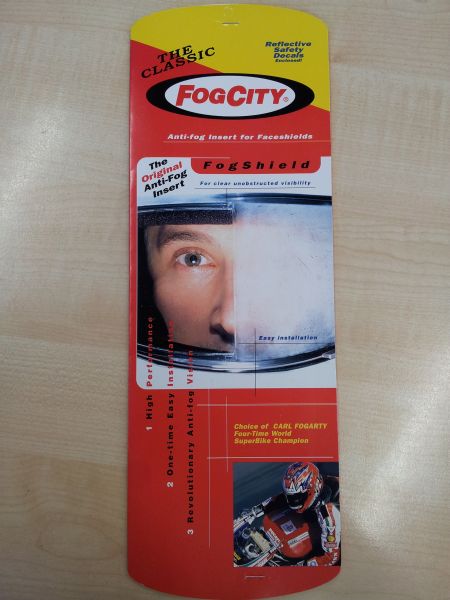 THE
CLASSIC
Reflective
Safety
Decals
Enclosed!
FOGCITY®
Anti-fog Insert for Faceshields
The
Original
Anti-Fog
Insert
FogShield
For clear unobstructed visibility
Easy installation
1 High Performance
2 One-time Easy Installation
3 Revolutionary Anti-fog Vision
Choice of CARL FOGARTY
Four-Time World
SuperBike Champion